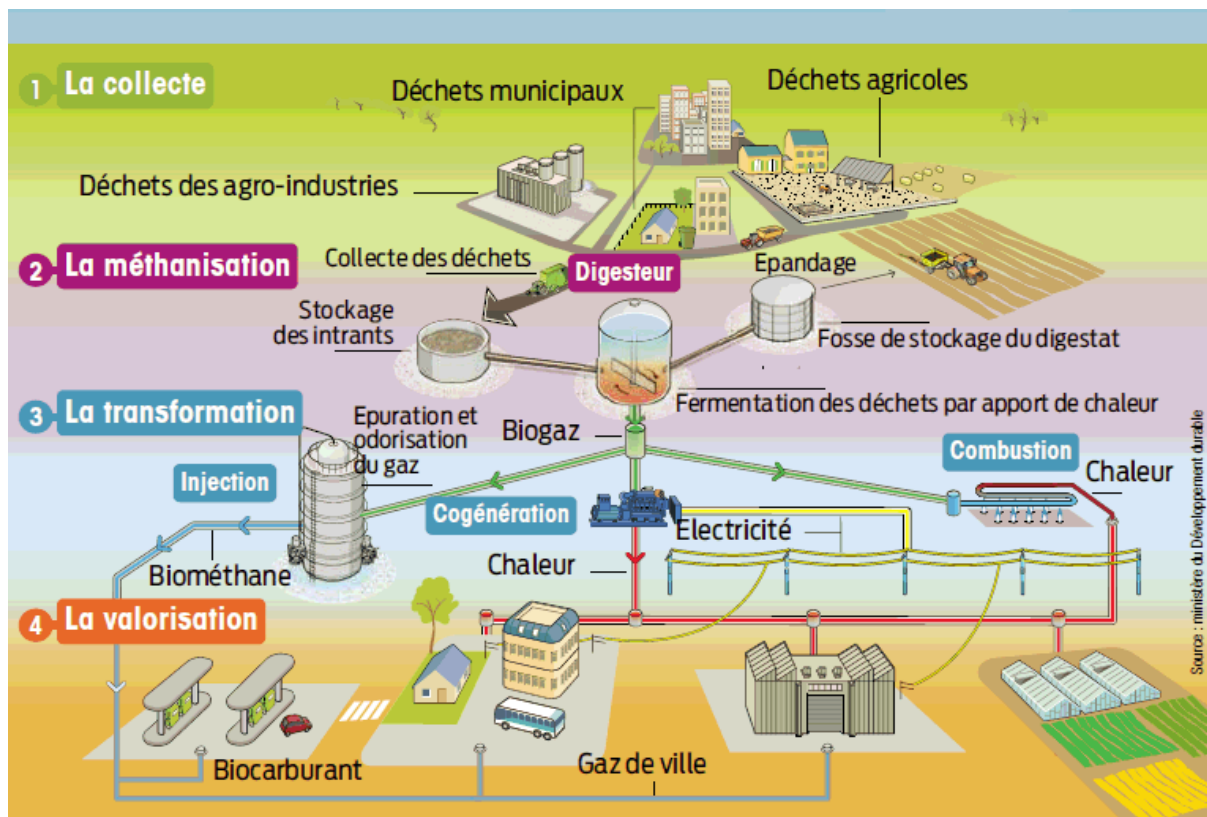 1 La collecte
Déchets municipaux
Déchets agricoles
Déchets des agro-industries
2 La méthanisation
Collecte des déchets
Digesteur
Epandage
Stockage
des intrants
Fosse de stockage du digestat
Fermentation des déchets par apport de chaleur
3 La transformation
Epuration et
odorisation
du gaz
Biogaz
Combustion
Chaleur
Injection
Cogénération
Electricité
Biométhane
Chaleur
4 La valorisation
Biocarburant
Gaz de ville
Source : ministère du Développement durable